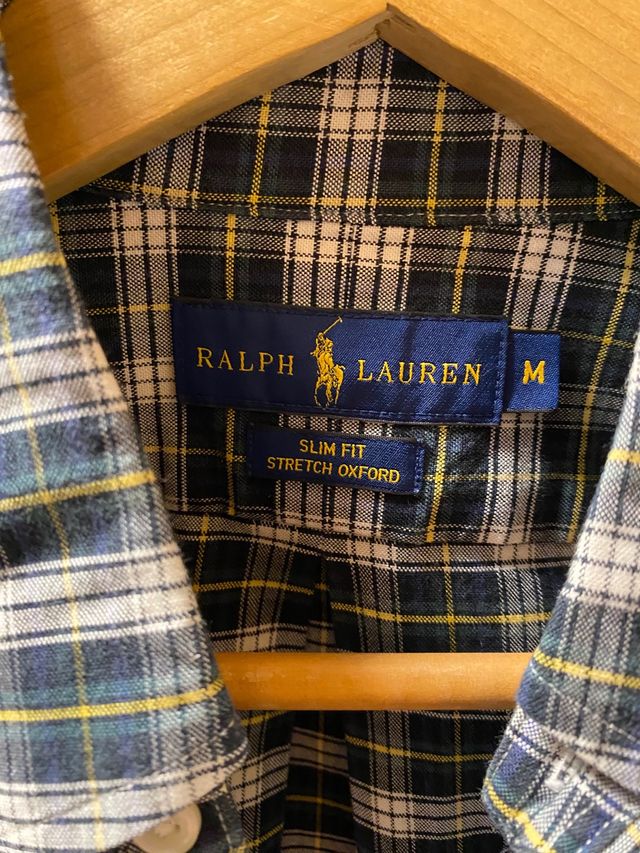 RALPH LAUREN M
SLIM FIT
STRETCH OXFORD